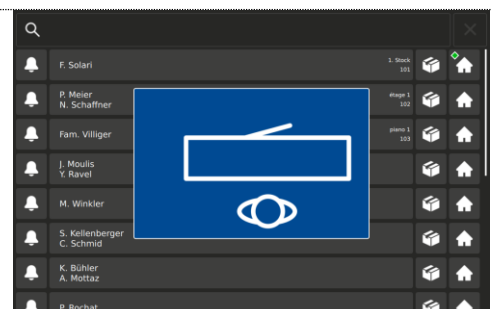 F. Solari
1. Stock
101
P. Meier
N. Schaffner
étage 1
102
Fam. Villiger
piano 1
103
J. Moulis
Y. Ravel
M. Winkler
S. Kellenberger
C. Schmid
K. Bühler
A. Mottaz
P. Rochat